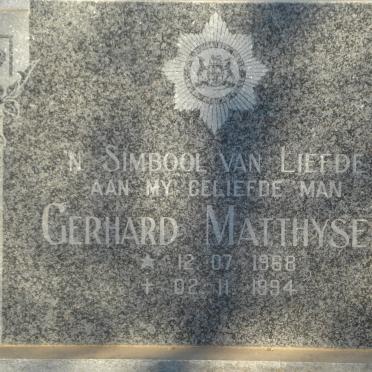 'N SIMBOOL VAN LIEFDE
AAN MY GELIEFDE MAN
GERHARD MATTHYSE
* 12 07 1968
+ 02 11 1994